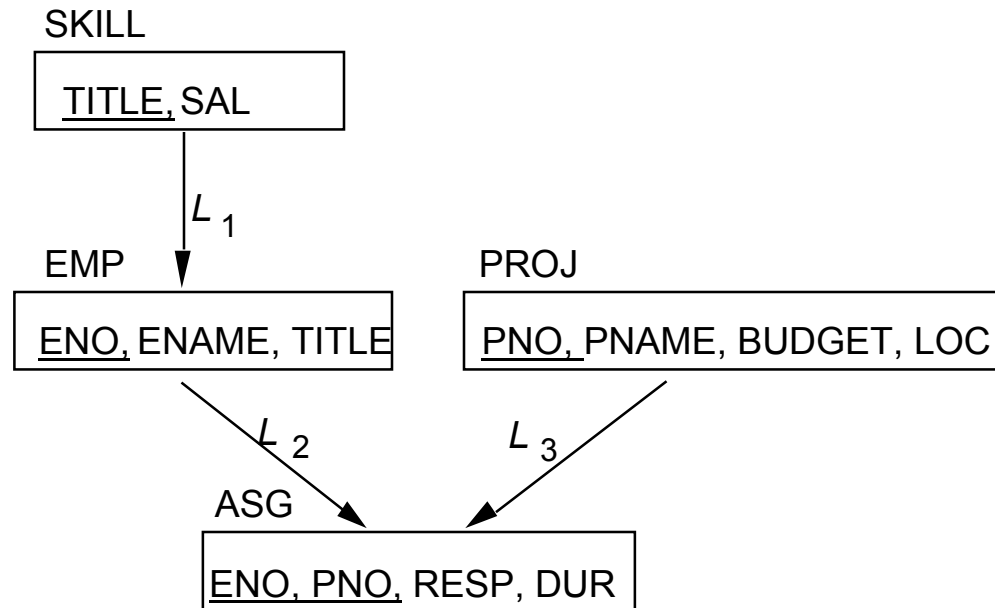 SKILL
TITLE, SAL
L 1
EMP
PROJ
ENO, ENAME, TITLE
PNO, PNAME, BUDGET, LOC
L 2
L 3
ASG
ENO, PNO, RESP, DUR